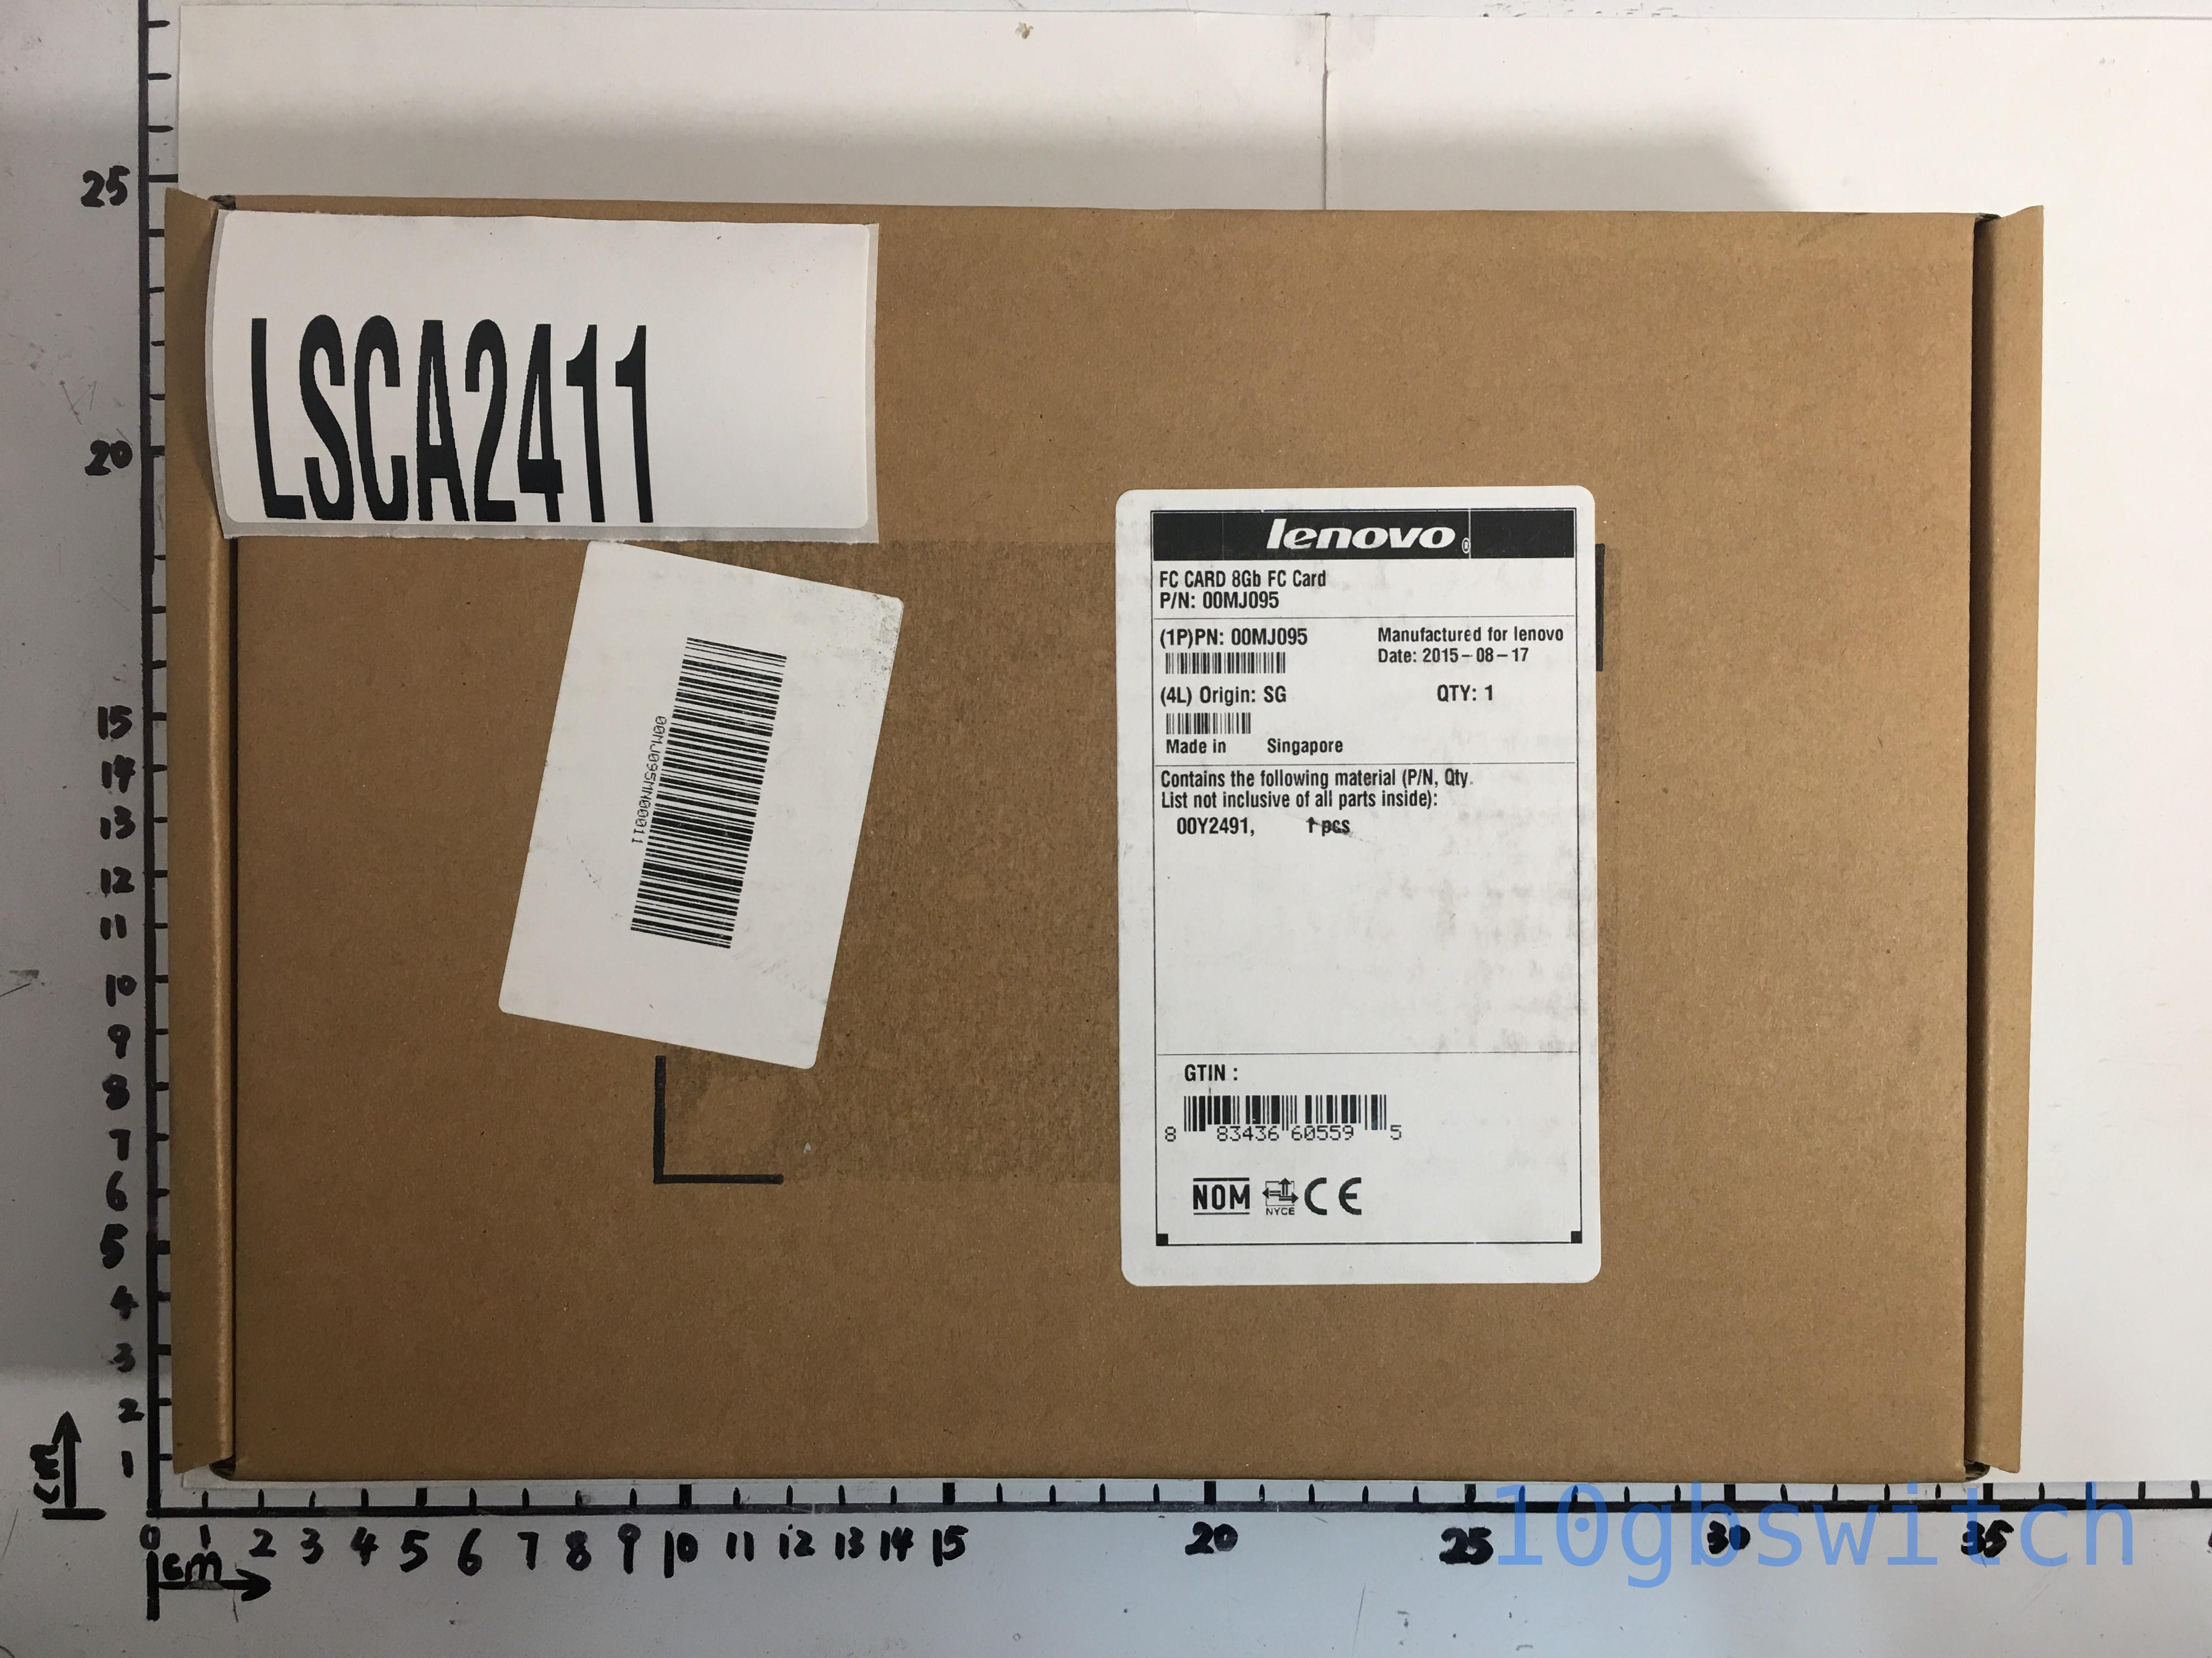 LSCA2411
00MJ095MN00011
lenovo
FC CARD 8Gb FC Card
P/N: 00MJ095
(1P)PN: 00MJ095
Manufactured for lenovo
Date: 2015-08-17
(4L) Origin: SG
QTY: 1
Made in Singapore
Contains the following material (P/N, Qty.
List not inclusive of all parts inside):
00Y2491, 1 pcs
GTIN :
8 83436 60559 5
NOM
NYCE
CE
25
20
15
14
13
12
11
10
9
8
7
6
5
4
3
2
1
cm
0 1 2 3 4 5 6 7 8 9 10 11 12 13 14 15 20 25 30 35
cm
10gbswitch